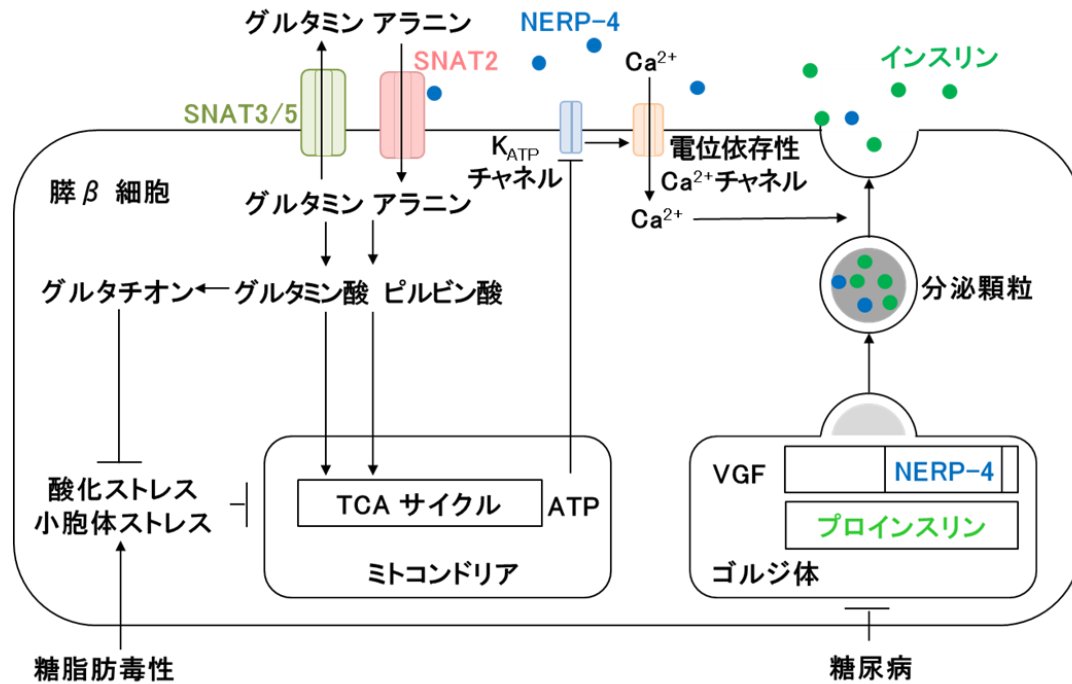 グルタミン アラニン
NERP-4
SNAT2
Ca²⁺
インスリン
SNAT3/5
K_ATP
チャネル
電位依存性
Ca²⁺チャネル
膵β 細胞
グルタミン アラニン
Ca²⁺
グルタチオン
グルタミン酸 ピルビン酸
分泌顆粒
酸化ストレス
小胞体ストレス
TCA サイクル
ATP
ミトコンドリア
VGF
NERP-4
プロインスリン
ゴルジ体
糖脂肪毒性
糖尿病